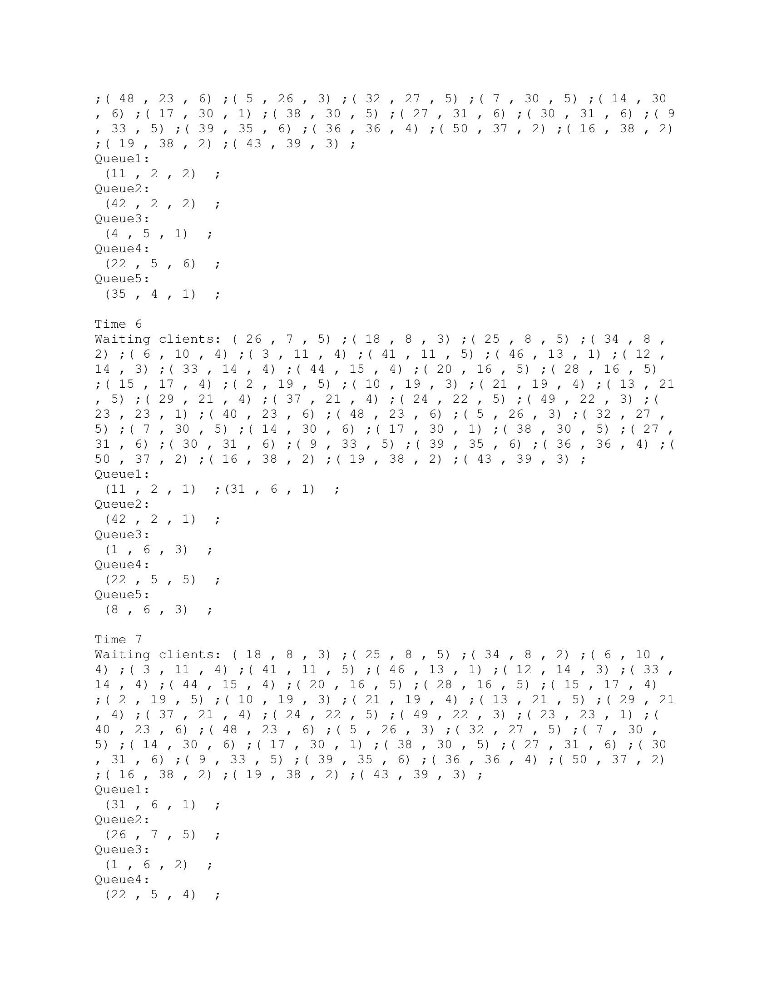 ;( 48 , 23 , 6) ;( 5 , 26 , 3) ;( 32 , 27 , 5) ;( 7 , 30 , 5) ;( 14 , 30
, 6) ;( 17 , 30 , 1) ;( 38 , 30 , 5) ;( 27 , 31 , 6) ;( 30 , 31 , 6) ;( 9
, 33 , 5) ;( 39 , 35 , 6) ;( 36 , 36 , 4) ;( 50 , 37 , 2) ;( 16 , 38 , 2)
;( 19 , 38 , 2) ;( 43 , 39 , 3) ;
Queue1:
(11 , 2 , 2)  ;
Queue2:
(42 , 2 , 2)  ;
Queue3:
(4 , 5 , 1)  ;
Queue4:
(22 , 5 , 6)  ;
Queue5:
(35 , 4 , 1)  ;

Time 6
Waiting clients: ( 26 , 7 , 5) ;( 18 , 8 , 3) ;( 25 , 8 , 5) ;( 34 , 8 ,
2) ;( 6 , 10 , 4) ;( 3 , 11 , 4) ;( 41 , 11 , 5) ;( 46 , 13 , 1) ;( 12 ,
14 , 3) ;( 33 , 14 , 4) ;( 44 , 15 , 4) ;( 20 , 16 , 5) ;( 28 , 16 , 5)
;( 15 , 17 , 4) ;( 2 , 19 , 5) ;( 10 , 19 , 3) ;( 21 , 19 , 4) ;( 13 , 21
, 5) ;( 29 , 21 , 4) ;( 37 , 21 , 4) ;( 24 , 22 , 5) ;( 49 , 22 , 3) ;(
23 , 23 , 1) ;( 40 , 23 , 6) ;( 48 , 23 , 6) ;( 5 , 26 , 3) ;( 32 , 27 ,
5) ;( 7 , 30 , 5) ;( 14 , 30 , 6) ;( 17 , 30 , 1) ;( 38 , 30 , 5) ;( 27 ,
31 , 6) ;( 30 , 31 , 6) ;( 9 , 33 , 5) ;( 39 , 35 , 6) ;( 36 , 36 , 4) ;(
50 , 37 , 2) ;( 16 , 38 , 2) ;( 19 , 38 , 2) ;( 43 , 39 , 3) ;
Queue1:
(11 , 2 , 1)  ;(31 , 6 , 1)  ;
Queue2:
(42 , 2 , 1)  ;
Queue3:
(1 , 6 , 3)  ;
Queue4:
(22 , 5 , 5)  ;
Queue5:
(8 , 6 , 3)  ;

Time 7
Waiting clients: ( 18 , 8 , 3) ;( 25 , 8 , 5) ;( 34 , 8 , 2) ;( 6 , 10 ,
4) ;( 3 , 11 , 4) ;( 41 , 11 , 5) ;( 46 , 13 , 1) ;( 12 , 14 , 3) ;( 33 ,
14 , 4) ;( 44 , 15 , 4) ;( 20 , 16 , 5) ;( 28 , 16 , 5) ;( 15 , 17 , 4)
;( 2 , 19 , 5) ;( 10 , 19 , 3) ;( 21 , 19 , 4) ;( 13 , 21 , 5) ;( 29 , 21
, 4) ;( 37 , 21 , 4) ;( 24 , 22 , 5) ;( 49 , 22 , 3) ;( 23 , 23 , 1) ;(
40 , 23 , 6) ;( 48 , 23 , 6) ;( 5 , 26 , 3) ;( 32 , 27 , 5) ;( 7 , 30 ,
5) ;( 14 , 30 , 6) ;( 17 , 30 , 1) ;( 38 , 30 , 5) ;( 27 , 31 , 6) ;( 30
, 31 , 6) ;( 9 , 33 , 5) ;( 39 , 35 , 6) ;( 36 , 36 , 4) ;( 50 , 37 , 2)
;( 16 , 38 , 2) ;( 19 , 38 , 2) ;( 43 , 39 , 3) ;
Queue1:
(31 , 6 , 1)  ;
Queue2:
(26 , 7 , 5)  ;
Queue3:
(1 , 6 , 2)  ;
Queue4:
(22 , 5 , 4)  ;